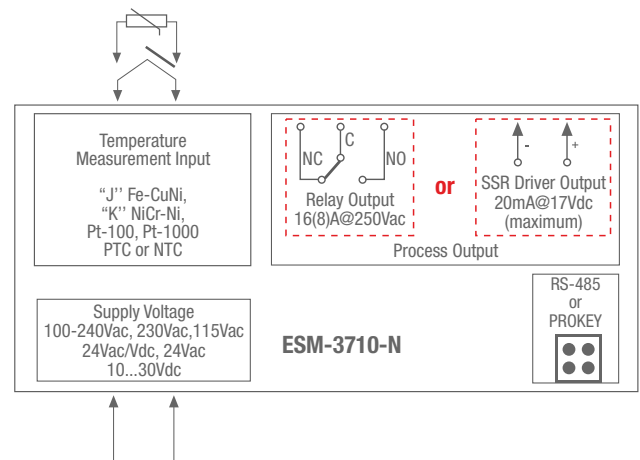 Temperature
Measurement Input
“J’’ Fe-CuNi,
“K’’ NiCr-Ni,
Pt-100, Pt-1000
PTC or NTC
NC
C
NO
Relay Output
16(8)A@250Vac
or
- +
SSR Driver Output
20mA@17Vdc
(maximum)
Process Output
Supply Voltage
100-240Vac, 230Vac,115Vac
24Vac/Vdc, 24Vac
10...30Vdc
ESM-3710-N
RS-485
or
PROKEY